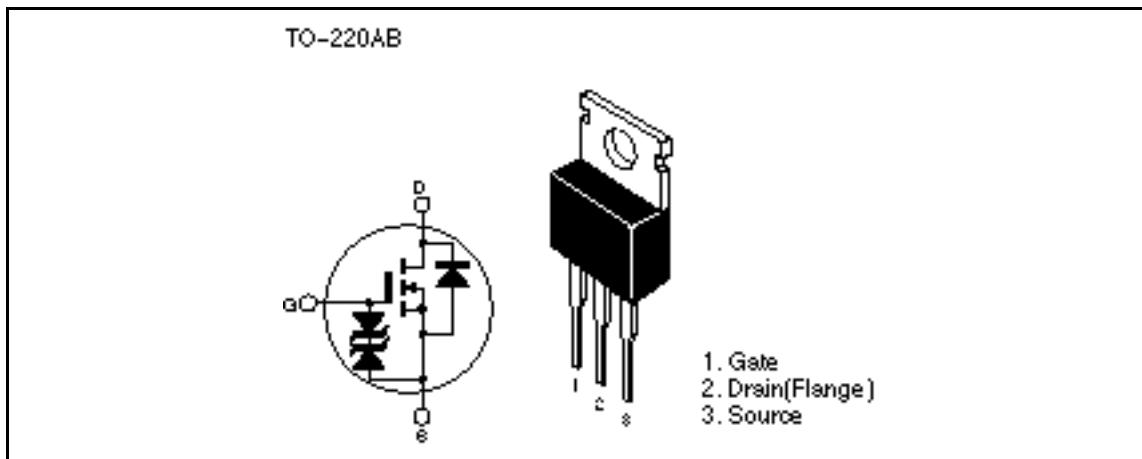 TO-220AB
D
G
S
1
2
3
1. Gate
2. Drain(Flange)
3. Source